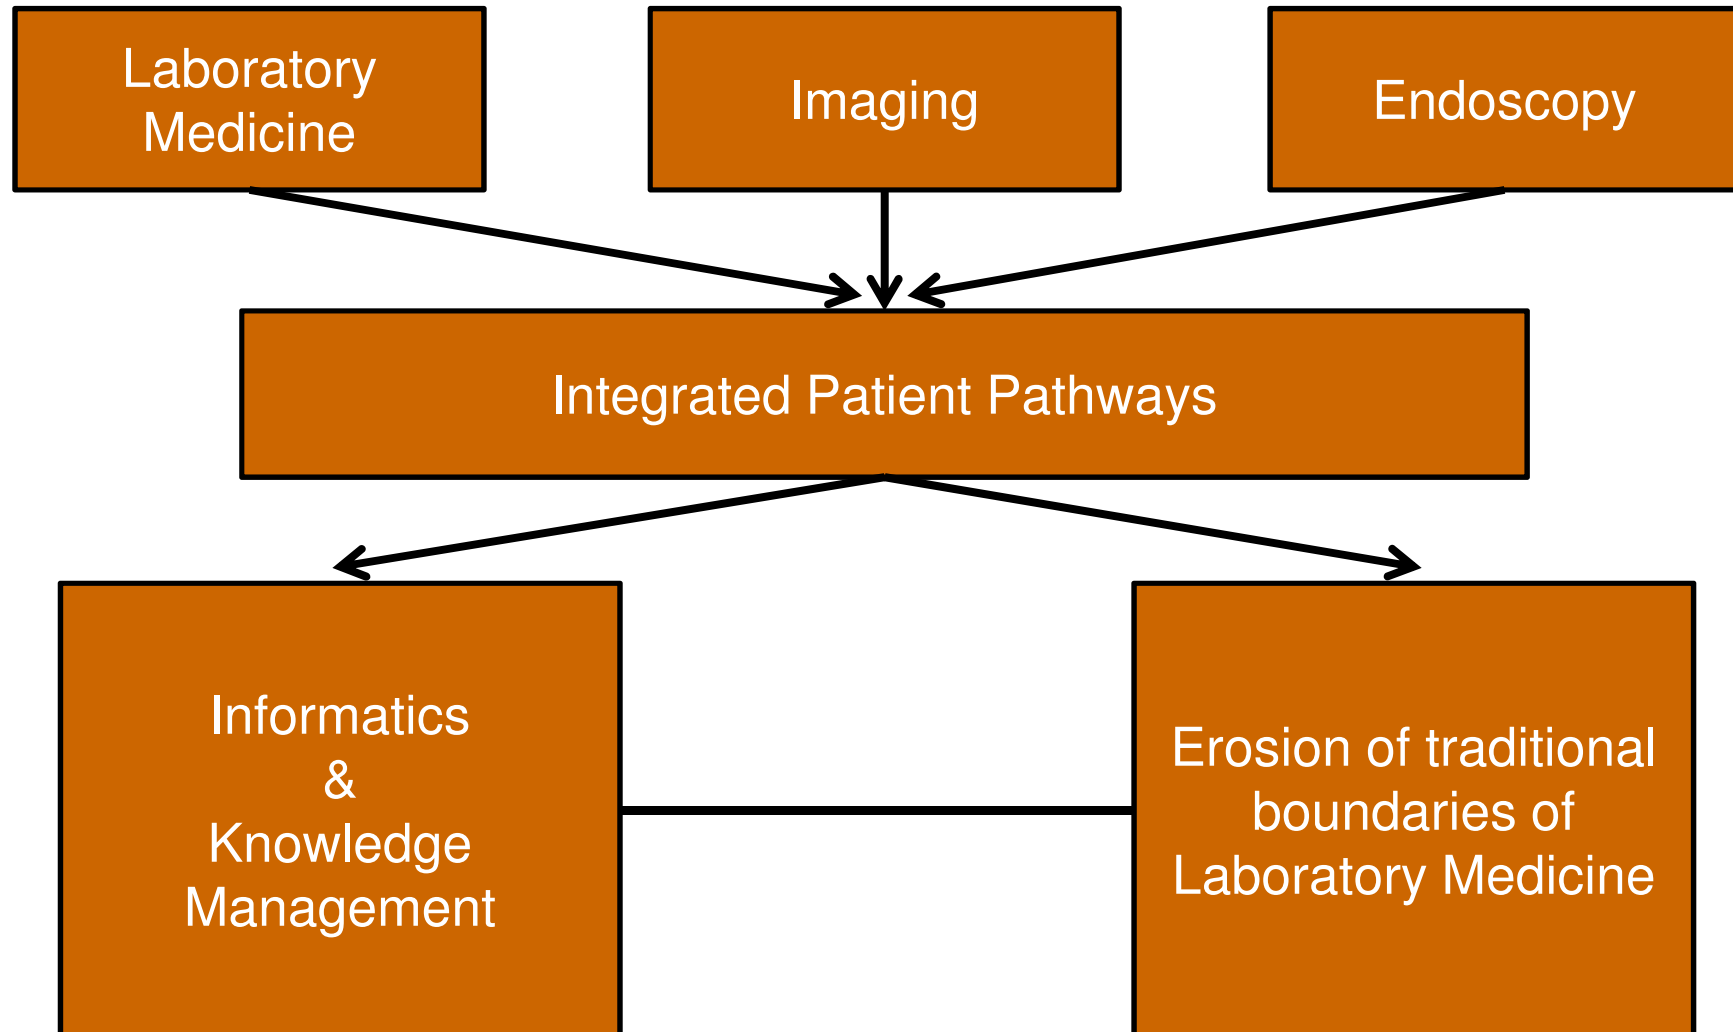 Laboratory
Medicine
Imaging
Endoscopy
Integrated Patient Pathways
Informatics
&
Knowledge
Management
Erosion of traditional
boundaries of
Laboratory Medicine